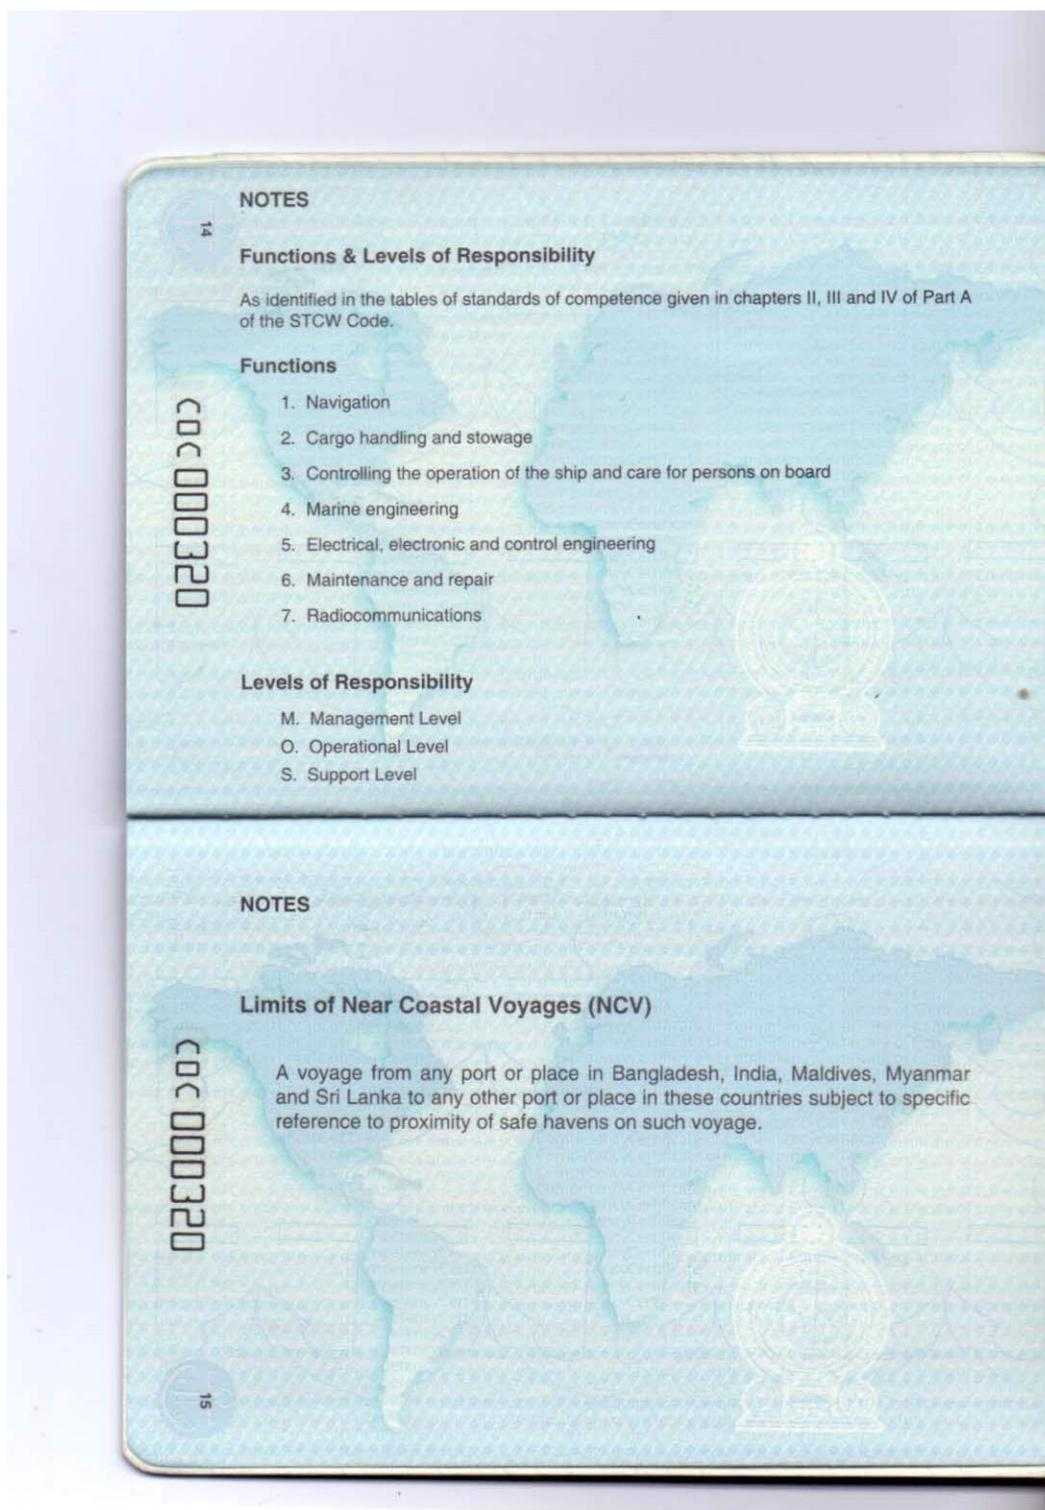 NOTES
14
Functions & Levels of Responsibility
As identified in the tables of standards of competence given in chapters II, III and IV of Part A
of the STCW Code.
Functions
1. Navigation
2. Cargo handling and stowage
3. Controlling the operation of the ship and care for persons on board
4. Marine engineering
5. Electrical, electronic and control engineering
6. Maintenance and repair
7. Radiocommunications
COC000320
Levels of Responsibility
M. Management Level
O. Operational Level
S. Support Level
NOTES
Limits of Near Coastal Voyages (NCV)
A voyage from any port or place in Bangladesh, India, Maldives, Myanmar
and Sri Lanka to any other port or place in these countries subject to specific
reference to proximity of safe havens on such voyage.
COC 000320
15